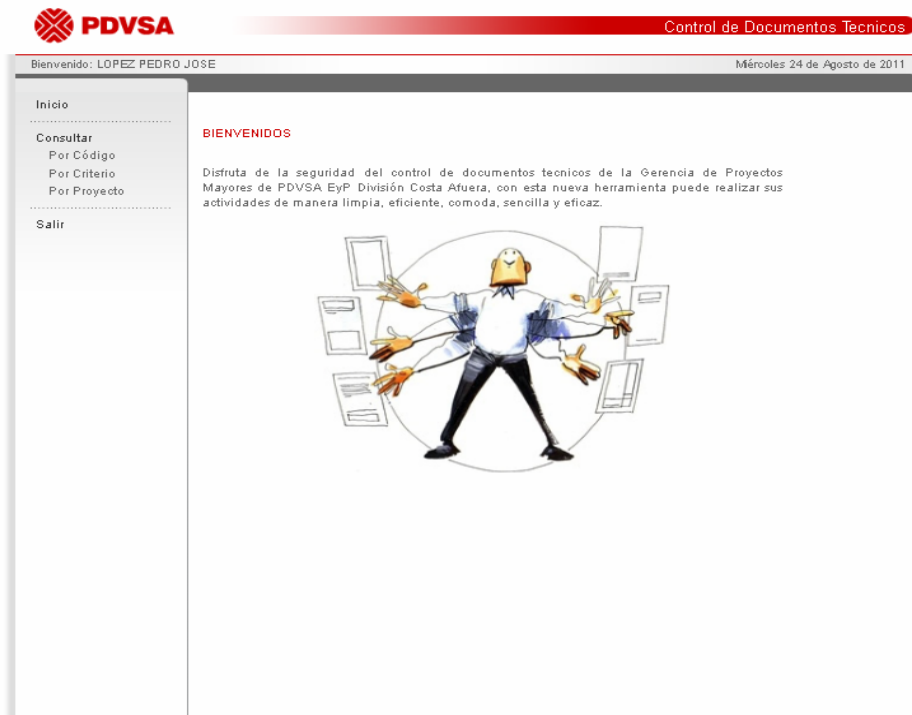 PDVSA
Control de Documentos Tecnicos
Bienvenido: LOPEZ PEDRO JOSE
Miércoles 24 de Agosto de 2011
Inicio
Consultar
Por Código
Por Criterio
Por Proyecto
Salir
BIENVENIDOS
Disfruta de la seguridad del control de documentos tecnicos de la Gerencia de Proyectos
Mayores de PDVSA EyP División Costa Afuera, con esta nueva herramienta puede realizar sus
actividades de manera limpia, eficiente, comoda, sencilla y eficaz.